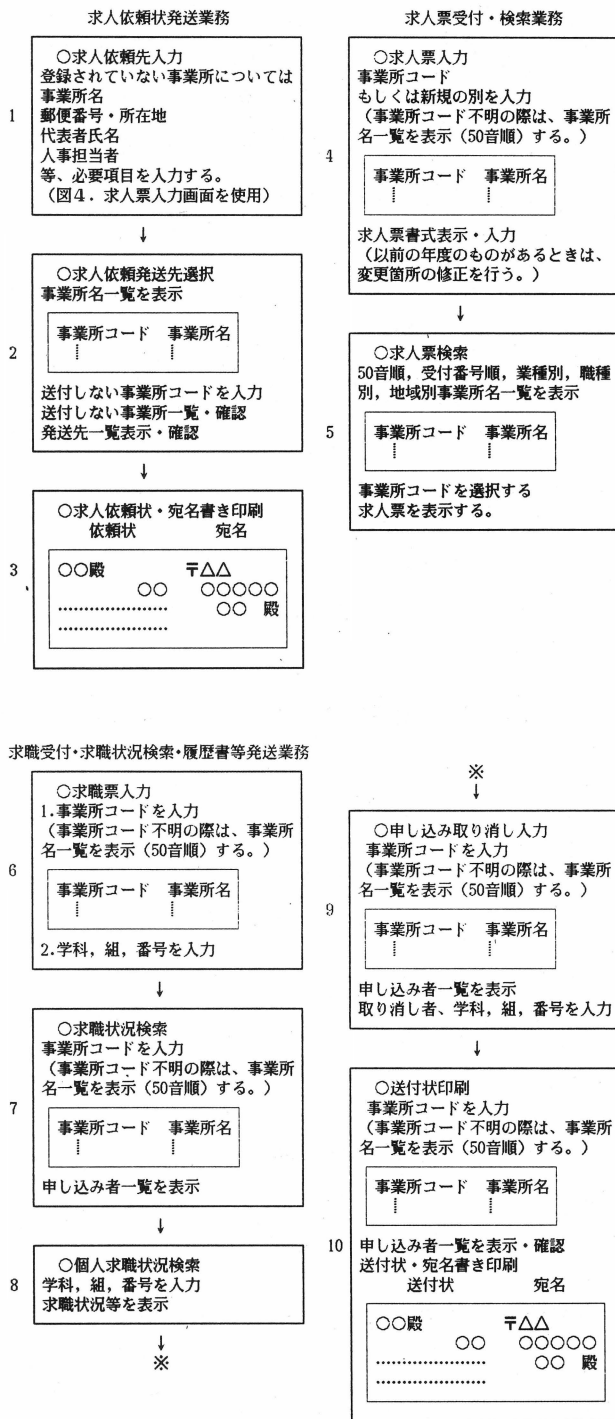 求人依頼状発送業務
1
○求人依頼先入力
登録されていない事業所については
事業所名
郵便番号・所在地
代表者氏名
人事担当者
等、必要項目を入力する。
(図4.求人票入力画面を使用)
↓
2
○求人依頼発送先選択
事業所名一覧を表示
事業所コード 事業所名
送付しない事業所コードを入力
送付しない事業所一覧・確認
発送先一覧表示・確認
↓
3
○求人依頼状・宛名書き印刷
依頼状 宛名
○○殿 〒△△
○○ ○○○○○
………………… ○○ 殿
…………………
求人票受付・検索業務
4
○求人票入力
事業所コード
もしくは新規の別を入力
(事業所コード不明の際は、事業所
名一覧を表示(50音順)する。)
事業所コード 事業所名
求人票書式表示・入力
(以前の年度のものがあるときは、
変更箇所の修正を行う。)
↓
5
○求人票検索
50音順,受付番号順,業種別,職種
別,地域別事業所名一覧を表示
事業所コード 事業所名
事業所コードを選択する
求人票を表示する。
求職受付・求職状況検索・履歴書等発送業務
6
○求職票入力
1.事業所コードを入力
(事業所コード不明の際は、事業所
名一覧を表示(50音順)する。)
事業所コード 事業所名
2.学科,組,番号を入力
↓
7
○求職状況検索
事業所コードを入力
(事業所コード不明の際は、事業所
名一覧を表示(50音順)する。)
事業所コード 事業所名
申し込み者一覧を表示
↓
8
○個人求職状況検索
学科,組,番号を入力
求職状況等を表示
↓
※
※
↓
9
○申し込み取り消し入力
事業所コードを入力
(事業所コード不明の際は、事業所
名一覧を表示(50音順)する。)
事業所コード 事業所名
申し込み者一覧を表示
取り消し者、学科,組,番号を入力
↓
10
○送付状印刷
事業所コードを入力
(事業所コード不明の際は、事業所
名一覧を表示(50音順)する。)
事業所コード 事業所名
申し込み者一覧を表示・確認
送付状・宛名書き印刷
送付状 宛名
○○殿 〒△△
○○ ○○○○○
………………… ○○ 殿
…………………